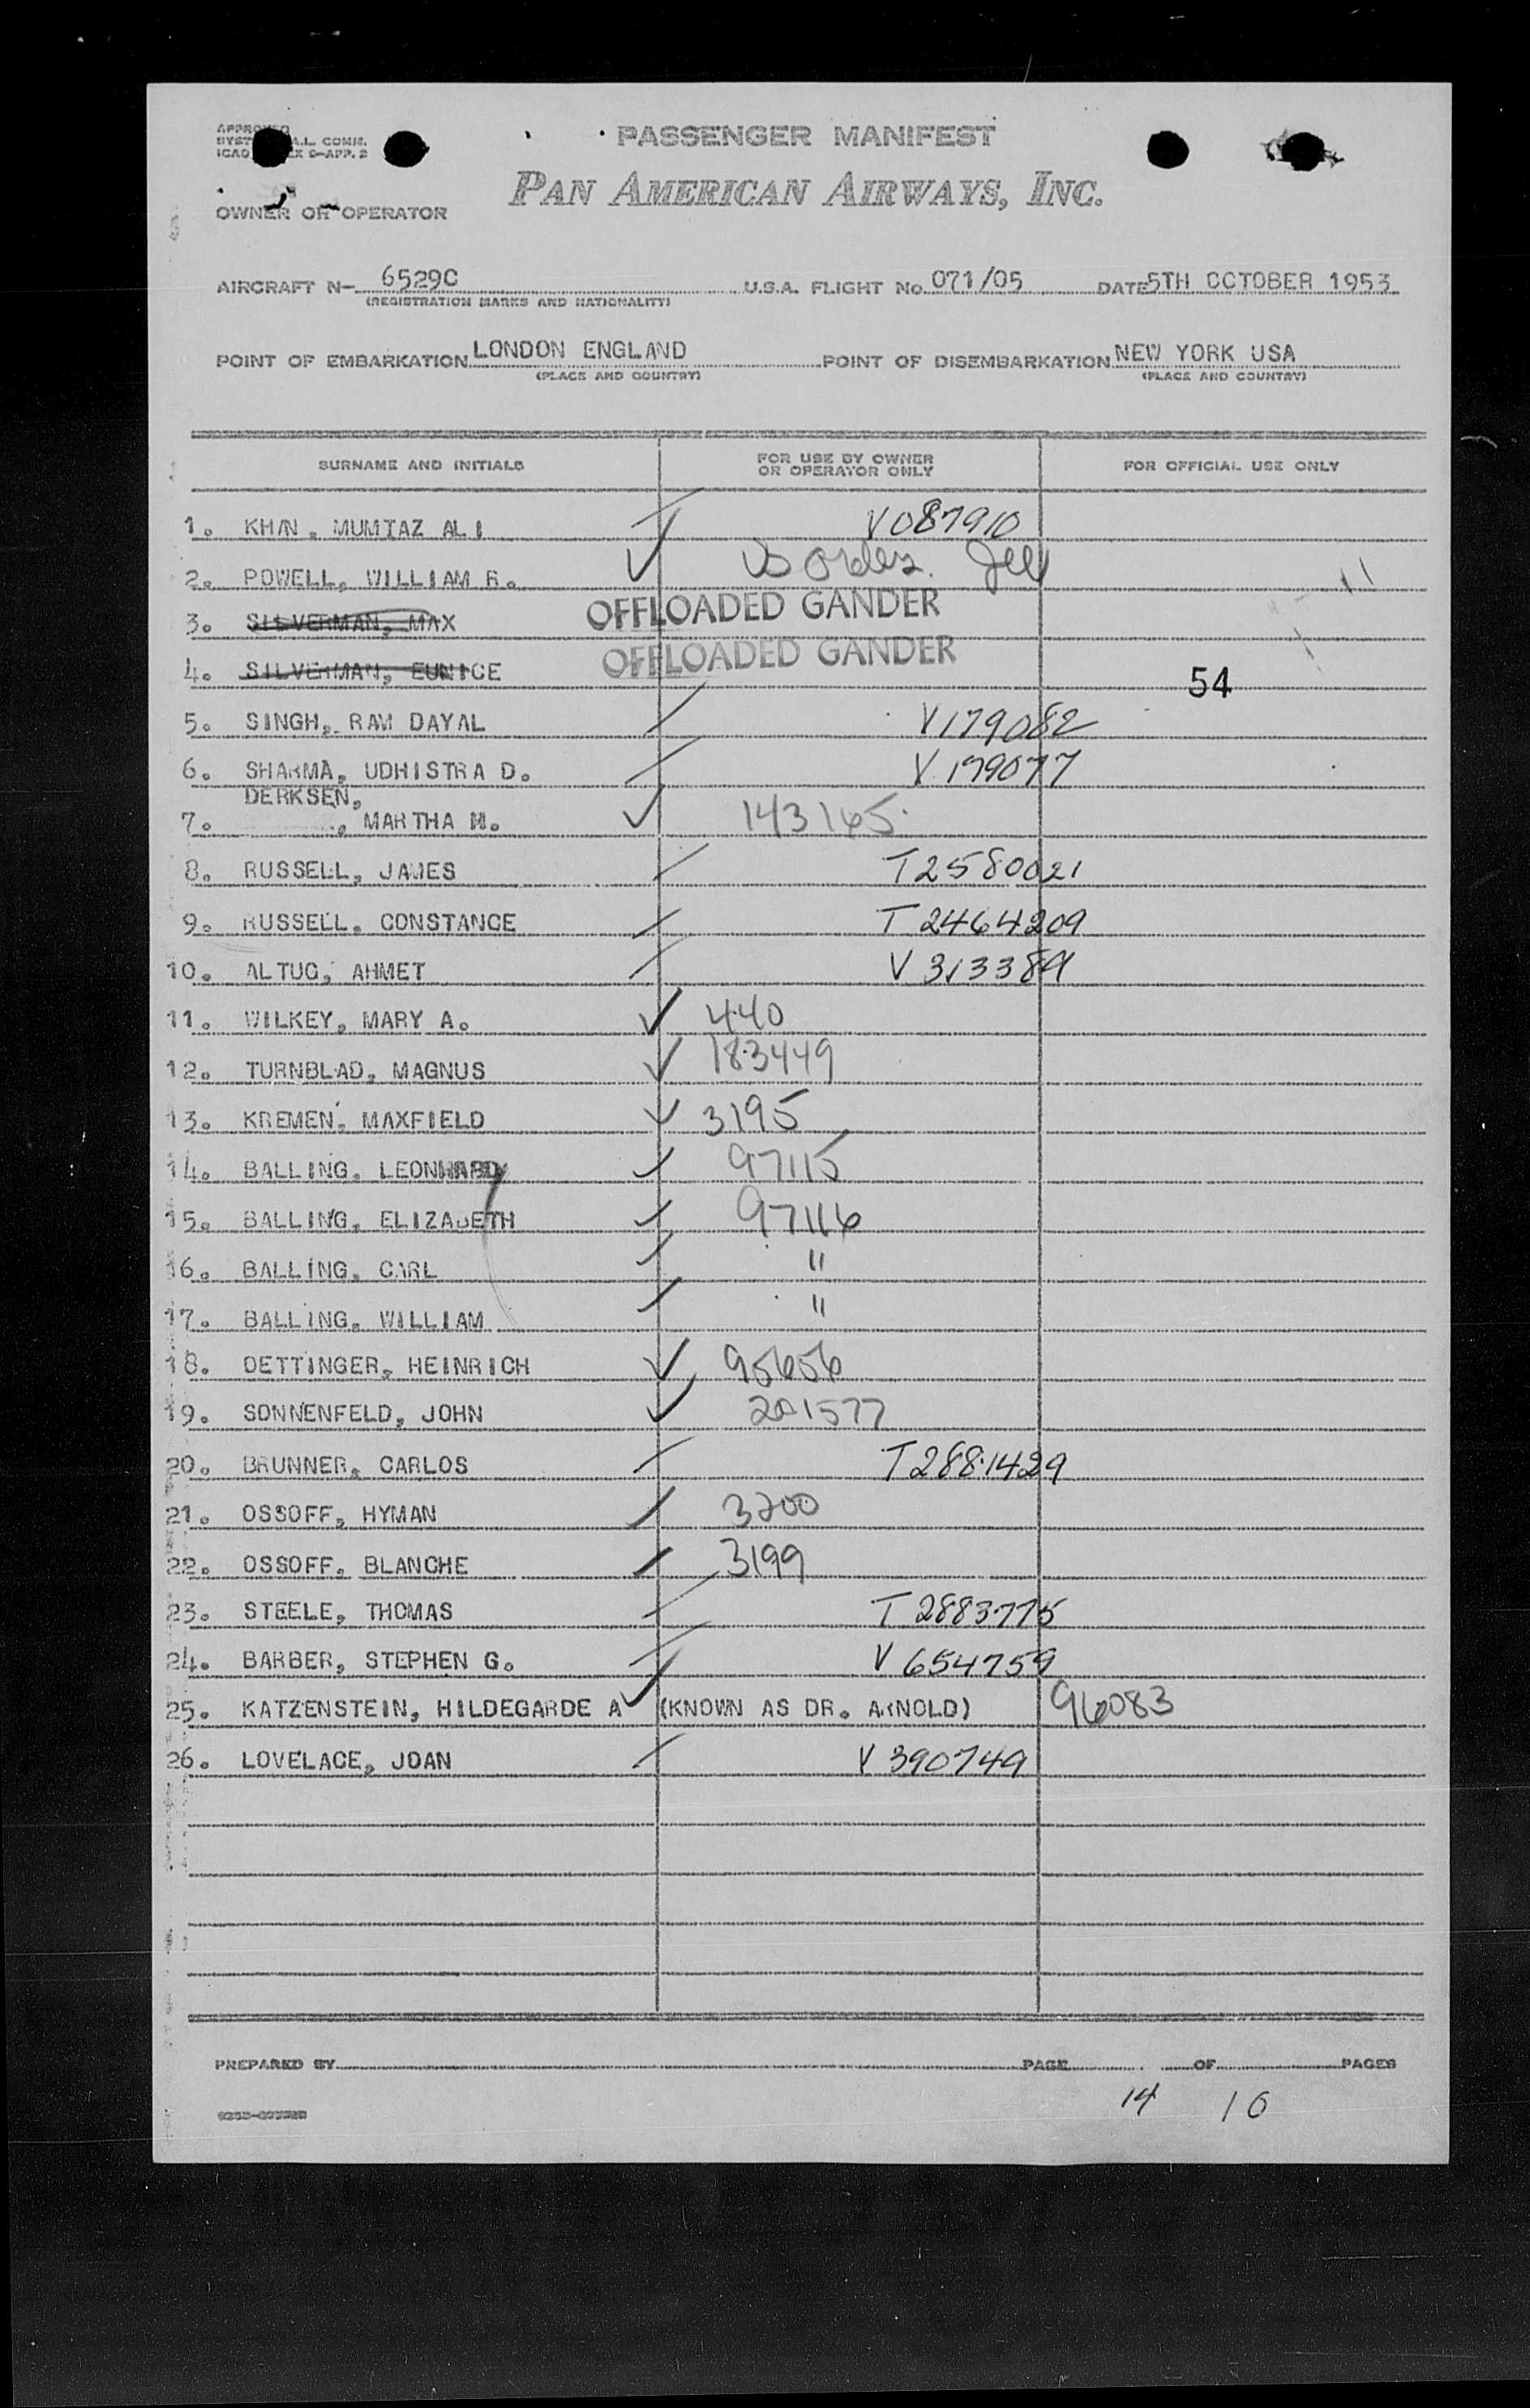 PASSENGER MANIFEST
PAN AMERICAN AIRWAYS, INC.
OWNER OR OPERATOR
AIRCRAFT N- 6529C U.S.A. FLIGHT No. 071/05 DATE 5TH OCTOBER 1953
(REGISTRATION MARKS AND NATIONALITY)
POINT OF EMBARKATION LONDON ENGLAND POINT OF DISEMBARKATION NEW YORK USA
(PLACE AND COUNTRY) (PLACE AND COUNTRY)
SURNAME AND INITIALS FOR USE BY OWNER OR OPERATOR ONLY FOR OFFICIAL USE ONLY
1. KHAN, MUMTAZ ALI V087910
2. POWELL, WILLIAM R.
3. SILVERMAN, MAX OFFLOADED GANDER
4. SILVERMAN, EUNICE OFFLOADED GANDER 54
5. SINGH, RAM DAYAL V179082
6. SHARMA, UDHISTRA D. V179077
DERKSEN,
7. , MARTHA M. 143165
8. RUSSELL, JAMES T2580021
9. RUSSELL, CONSTANCE T2464209
10. ALTUG, AHMET V313389
11. WILKEY, MARY A. 440
12. TURNBLAD, MAGNUS 183449
13. KREMEN, MAXFIELD 3195
14. BALLING, LEONHARD 97115
15. BALLING, ELIZABETH 97116
16. BALLING, CARL "
17. BALLING, WILLIAM "
18. OETTINGER, HEINRICH 95656
19. SONNENFELD, JOHN 201577
20. BRUNNER, CARLOS T2881429
21. OSSOFF, HYMAN 3200
22. OSSOFF, BLANCHE 3199
23. STEELE, THOMAS T2883775
24. BARBER, STEPHEN G. V654759
25. KATZENSTEIN, HILDEGARDE A (KNOWN AS DR. ARNOLD) 96083
26. LOVELACE, JOAN V390749
PREPARED BY PAGE OF PAGES
14 16